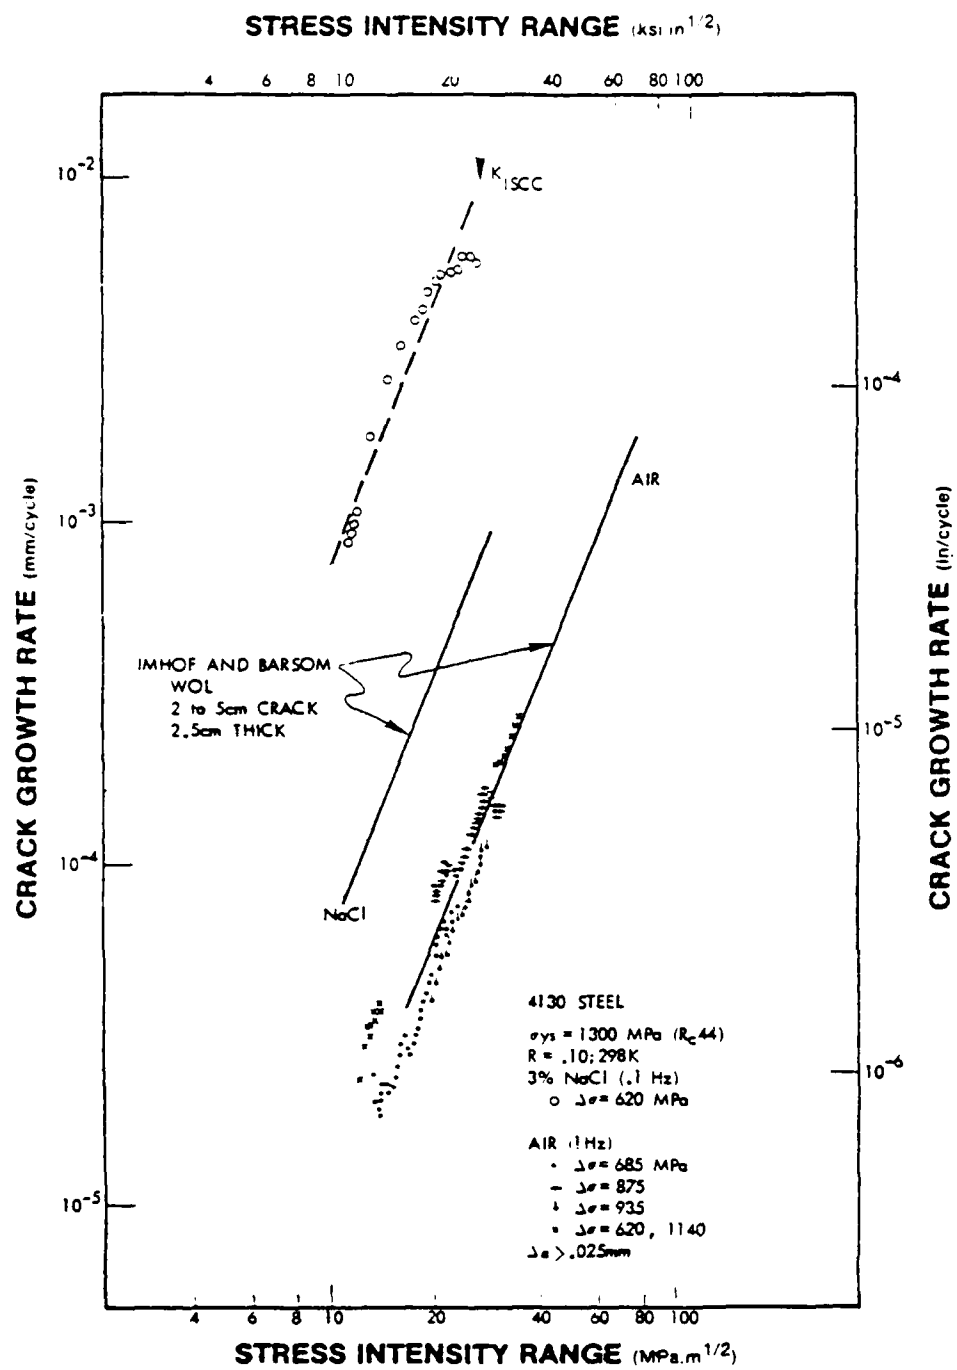 STRESS INTENSITY RANGE (ksi in1/2)
4 6 8 10 20 40 60 80 100
10-2
KISCC
10-4
AIR
10-3
CRACK GROWTH RATE (mm/cycle)
CRACK GROWTH RATE (in/cycle)
IMHOF AND BARSOM
WOL
2 to 5cm CRACK
2.5cm THICK
10-5
10-4
NaCl
4130 STEEL
σys = 1300 MPa (Rc44)
R = .10; 298K
3% NaCl (.1 Hz)
○ Δσ = 620 MPa
10-6
AIR (1Hz)
Δσ = 685 MPa
Δσ = 875
Δσ = 935
Δσ = 620, 1140
Δa > .025mm
10-5
4 6 8 10 20 40 60 80 100
STRESS INTENSITY RANGE (MPa.m1/2)